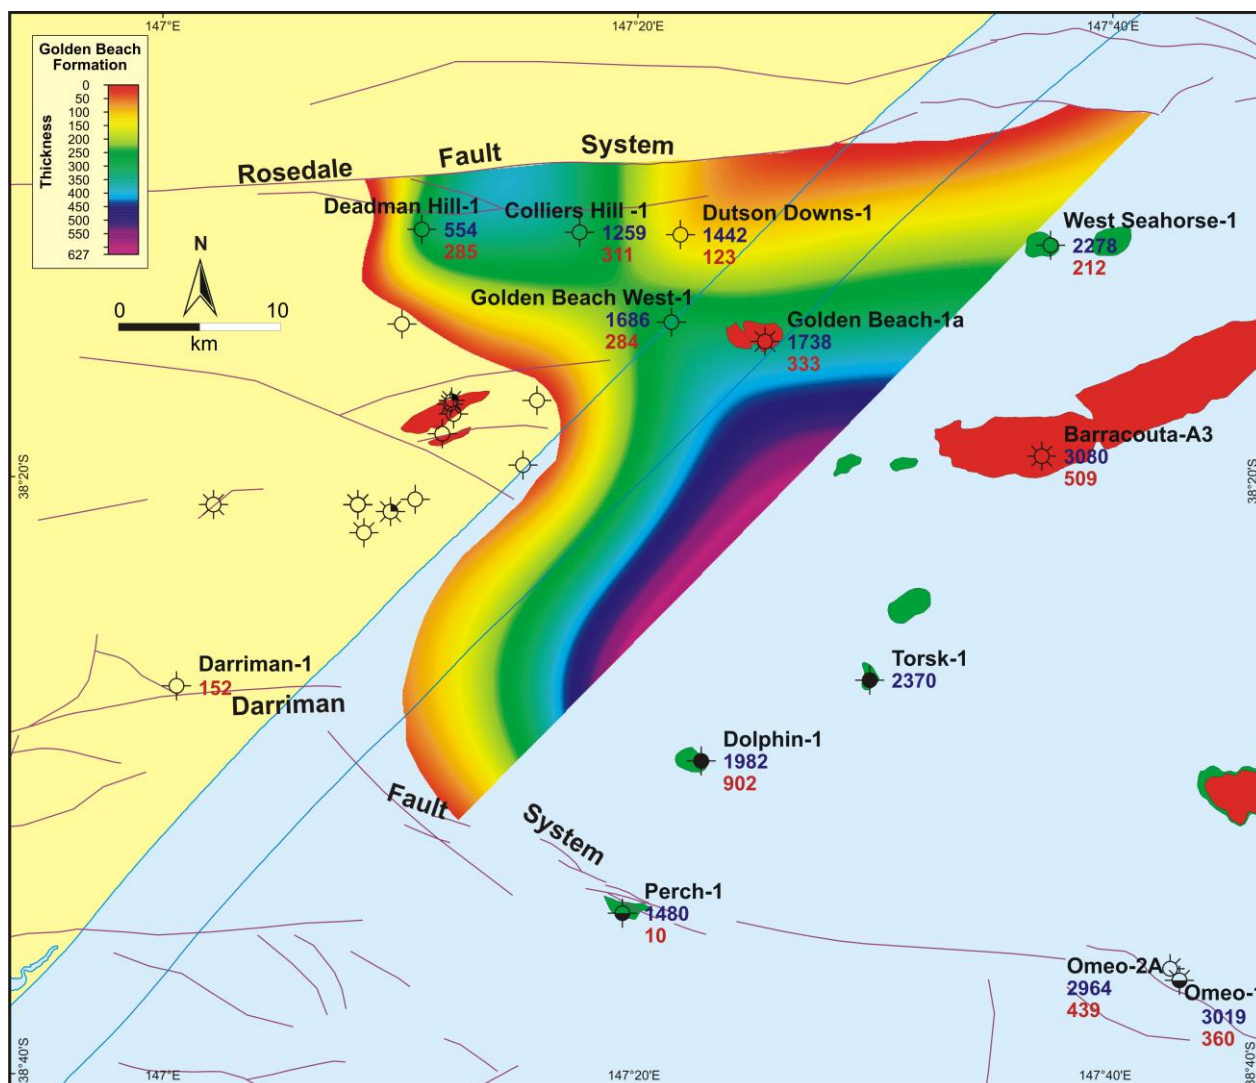 147°E
147°20'E
147°40'E
Golden Beach
Formation
Thickness
0
50
100
150
200
250
300
350
400
450
500
550
627
N
0
10
km
Rosedale
Fault
System
Deadman Hill-1
554
285
Colliers Hill -1
1259
311
Dutson Downs-1
1442
123
West Seahorse-1
2278
212
Golden Beach West-1
1686
284
Golden Beach-1a
1738
333
Barracouta-A3
3080
509
38°20'S
38°20'S
Darriman-1
152
Darriman
Fault
System
Torsk-1
2370
Dolphin-1
1982
902
Perch-1
1480
10
Omeo-2A
2964
439
Omeo-1
3019
360
38°40'S
38°40'S
147°E
147°20'E
147°40'E